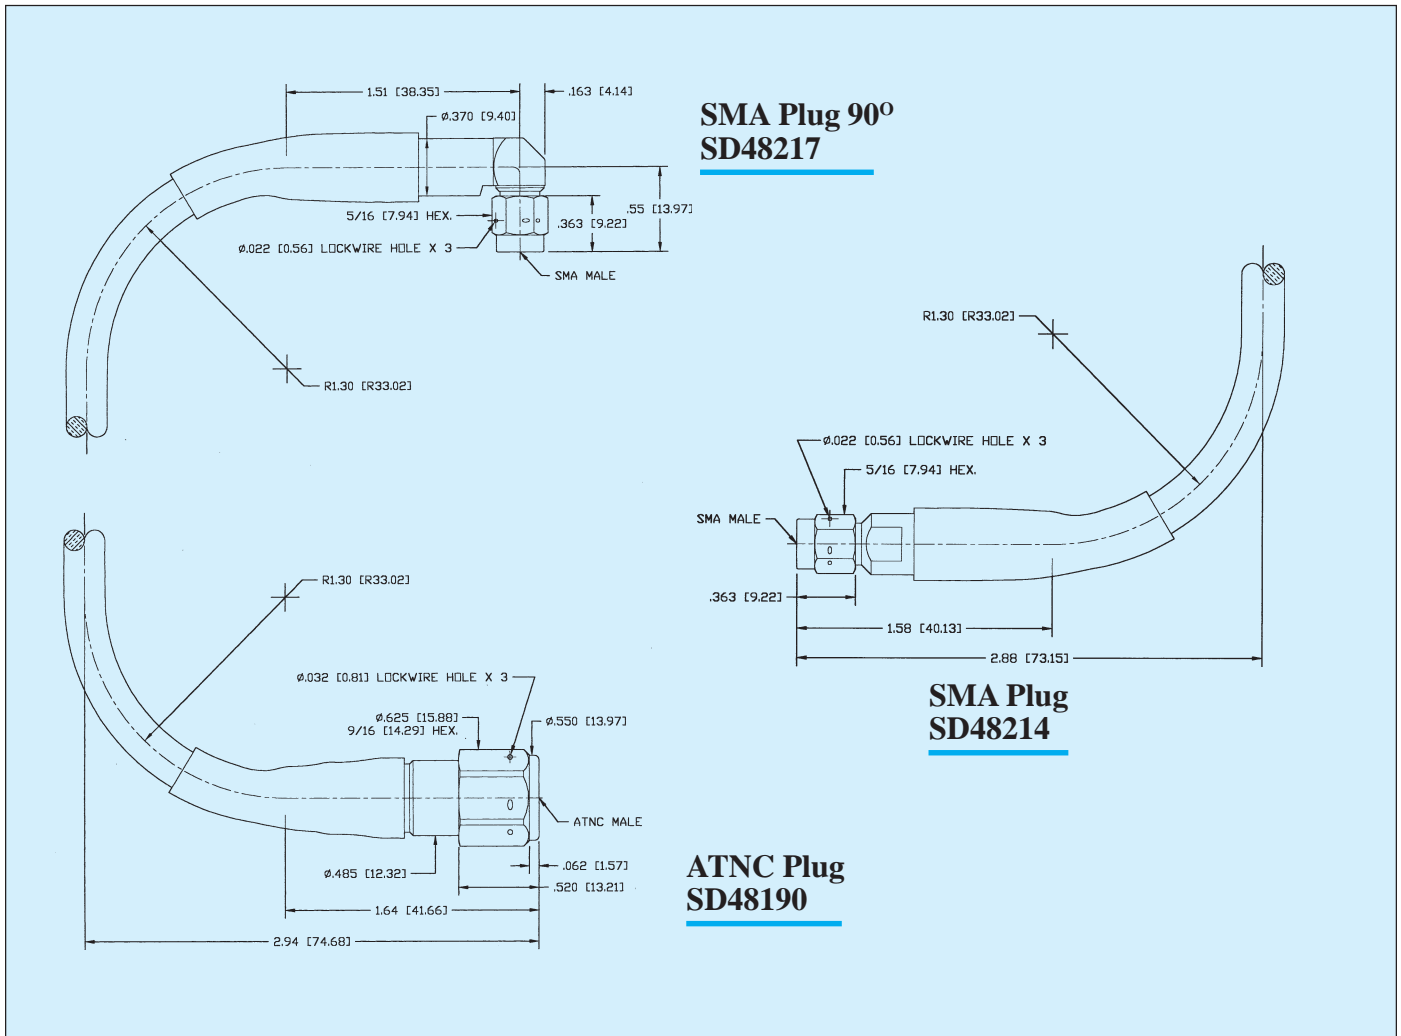 1.51 [38.35]
.163 [4.14]
Ø.370 [9.40]
5/16 [7.94] HEX.
.363 [9.22]
.55 [13.97]
Ø.022 [0.56] LOCKWIRE HOLE X 3
SMA MALE
R1.30 [R33.02]
SMA Plug 90O
SD48217
R1.30 [R33.02]
Ø.022 [0.56] LOCKWIRE HOLE X 3
5/16 [7.94] HEX.
SMA MALE
.363 [9.22]
1.58 [40.13]
2.88 [73.15]
SMA Plug
SD48214
R1.30 [R33.02]
Ø.032 [0.81] LOCKWIRE HOLE X 3
Ø.625 [15.88]
9/16 [14.29] HEX.
Ø.550 [13.97]
ATNC MALE
Ø.485 [12.32]
.062 [1.57]
.520 [13.21]
1.64 [41.66]
2.94 [74.68]
ATNC Plug
SD48190